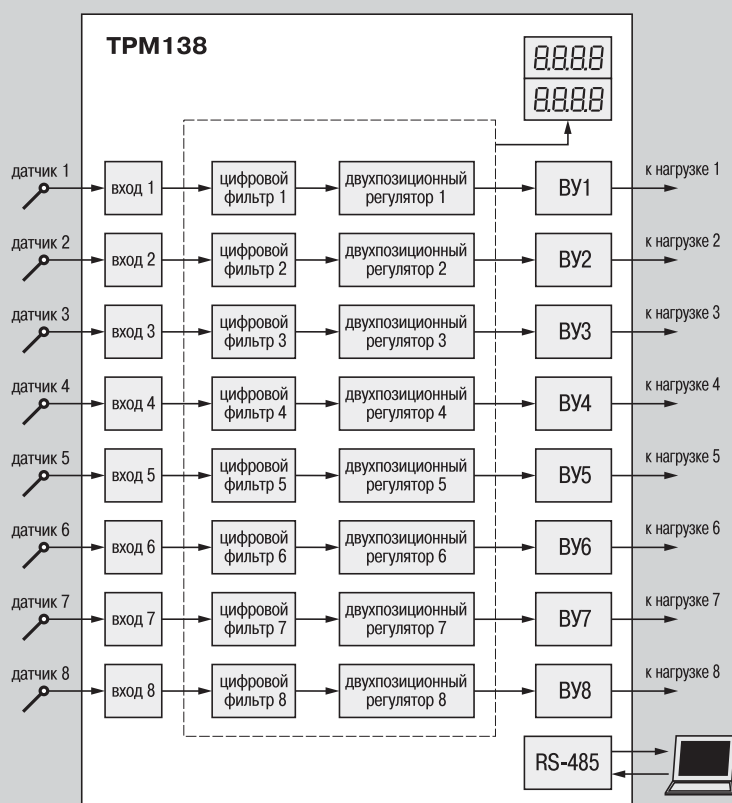 ТРМ138
8.8.8.8
8.8.8.8
датчик 1
вход 1
цифровой
фильтр 1
двухпозиционный
регулятор 1
ВУ1
к нагрузке 1
датчик 2
вход 2
цифровой
фильтр 2
двухпозиционный
регулятор 2
ВУ2
к нагрузке 2
датчик 3
вход 3
цифровой
фильтр 3
двухпозиционный
регулятор 3
ВУ3
к нагрузке 3
датчик 4
вход 4
цифровой
фильтр 4
двухпозиционный
регулятор 4
ВУ4
к нагрузке 4
датчик 5
вход 5
цифровой
фильтр 5
двухпозиционный
регулятор 5
ВУ5
к нагрузке 5
датчик 6
вход 6
цифровой
фильтр 6
двухпозиционный
регулятор 6
ВУ6
к нагрузке 6
датчик 7
вход 7
цифровой
фильтр 7
двухпозиционный
регулятор 7
ВУ7
к нагрузке 7
датчик 8
вход 8
цифровой
фильтр 8
двухпозиционный
регулятор 8
ВУ8
к нагрузке 8
RS-485